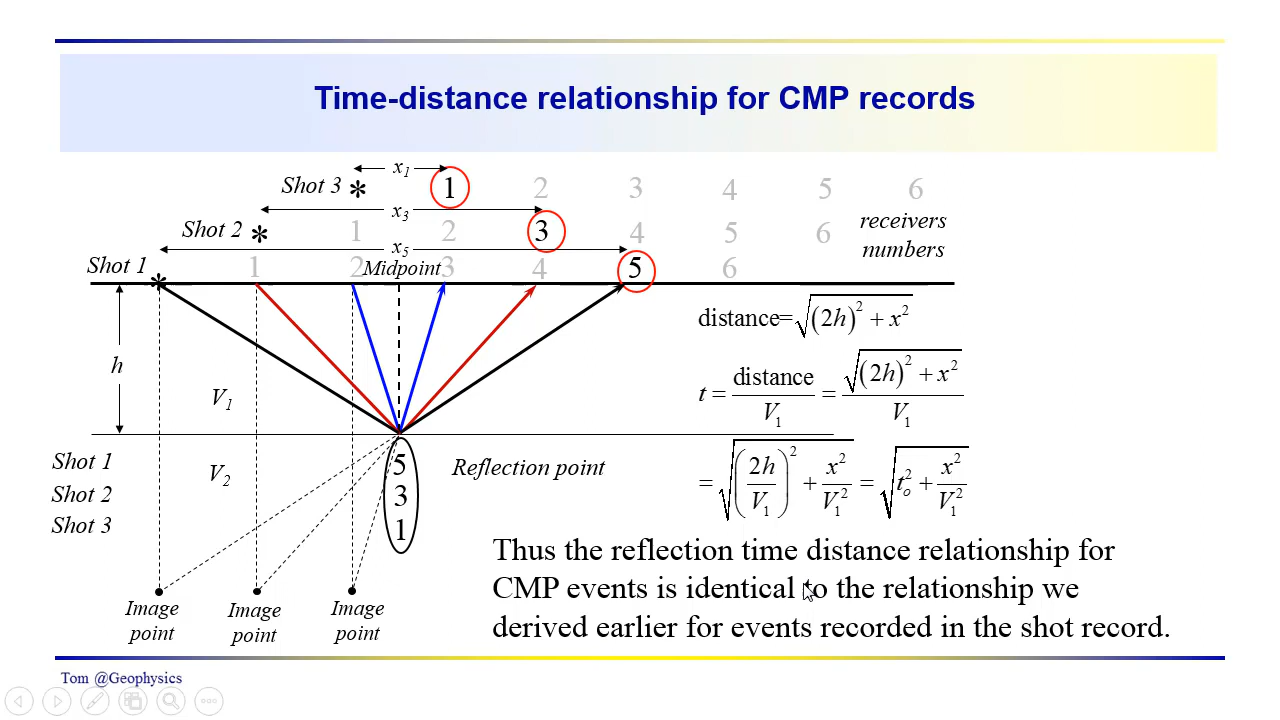 Time-distance relationship for CMP records
x₁
Shot 3 * 1 2 3 4 5 6
x₃
Shot 2 * 1 2 3 4 5 6
receivers
numbers
x₅
Shot 1 * 1 2 Midpoint 3 4 5 6
distance=√((2h)² + x²)
h
t = distance/V₁ = √((2h)² + x²)/V₁
V₁
= √((2h/V₁)² + x²/V₁²) = √(tₒ² + x²/V₁²)
Shot 1 5
V₂
Reflection point
Shot 2 3
Shot 3 1
Thus the reflection time distance relationship for
CMP events is identical to the relationship we
derived earlier for events recorded in the shot record.
Image
point
Image
point
Image
point
Tom @Geophysics